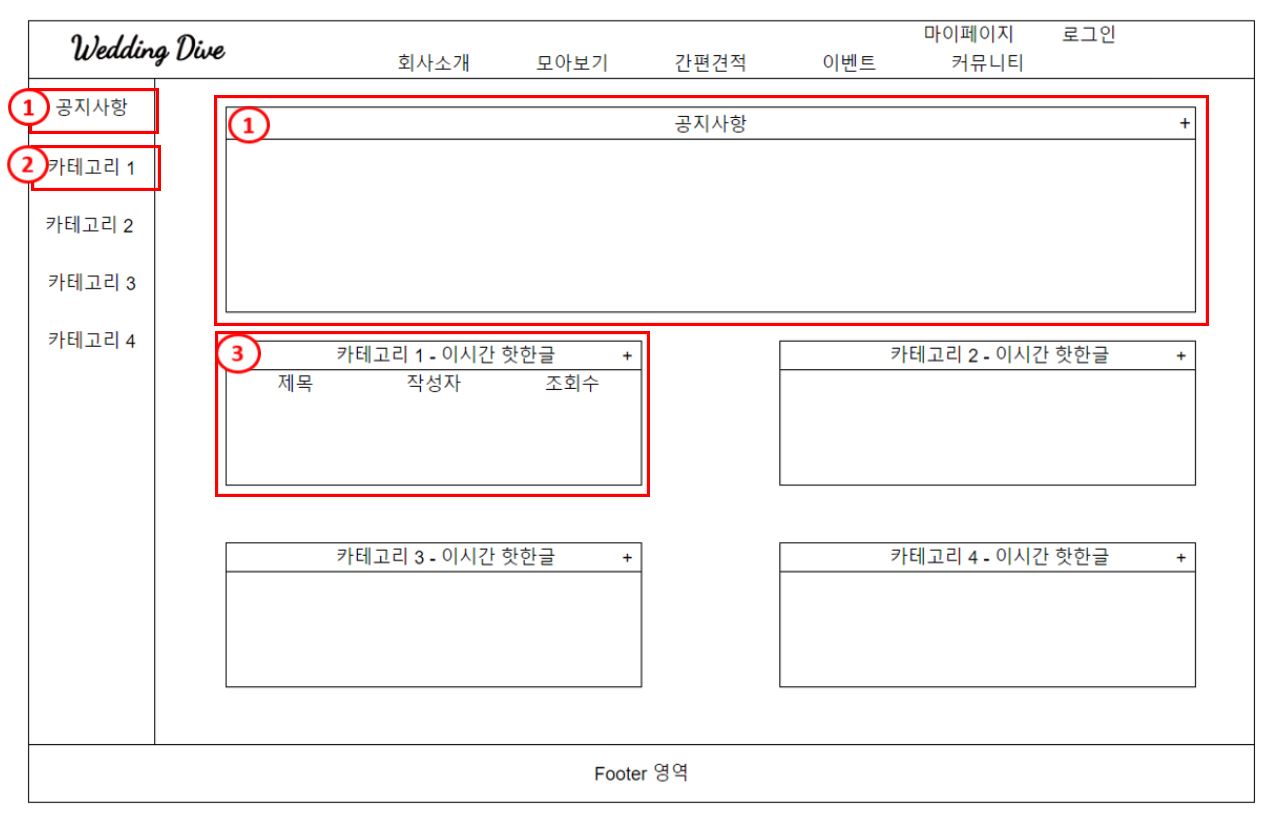 Wedding Dive
마이페이지 로그인
회사소개 모아보기 간편견적 이벤트 커뮤니티
1 공지사항
2 카테고리 1
카테고리 2
카테고리 3
카테고리 4
1 공지사항 +
3 카테고리 1 - 이시간 핫한글 +
제목 작성자 조회수
카테고리 2 - 이시간 핫한글 +
카테고리 3 - 이시간 핫한글 +
카테고리 4 - 이시간 핫한글 +
Footer 영역